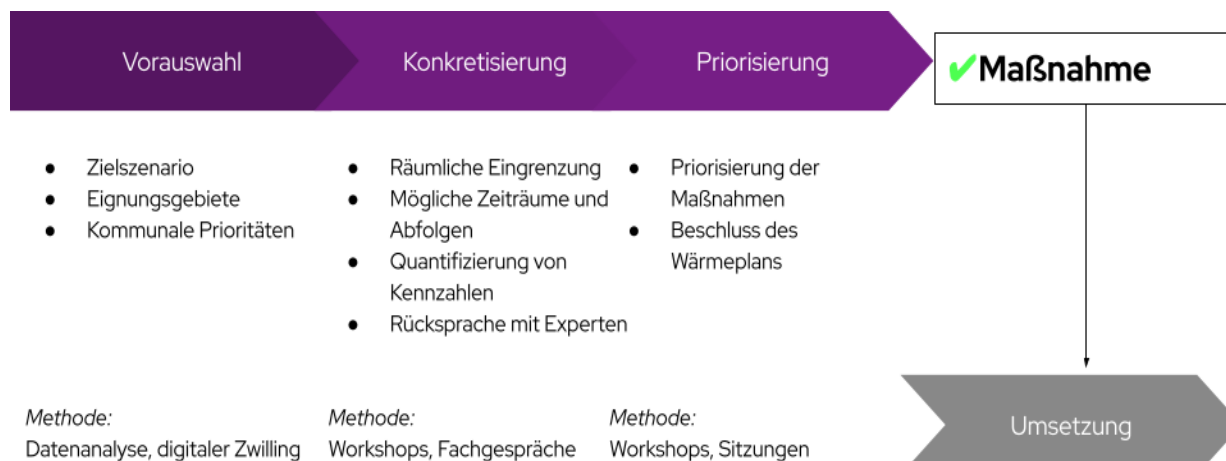 Vorauswahl
Konkretisierung
Priorisierung
✔Maßnahme
● Zielszenario
● Eignungsgebiete
● Kommunale Prioritäten
● Räumliche Eingrenzung
● Mögliche Zeiträume und
Abfolgen
● Quantifizierung von
Kennzahlen
● Rücksprache mit Experten
● Priorisierung der
Maßnahmen
● Beschluss des
Wärmeplans
Methode:
Datenanalyse, digitaler Zwilling
Methode:
Workshops, Fachgespräche
Methode:
Workshops, Sitzungen
Umsetzung